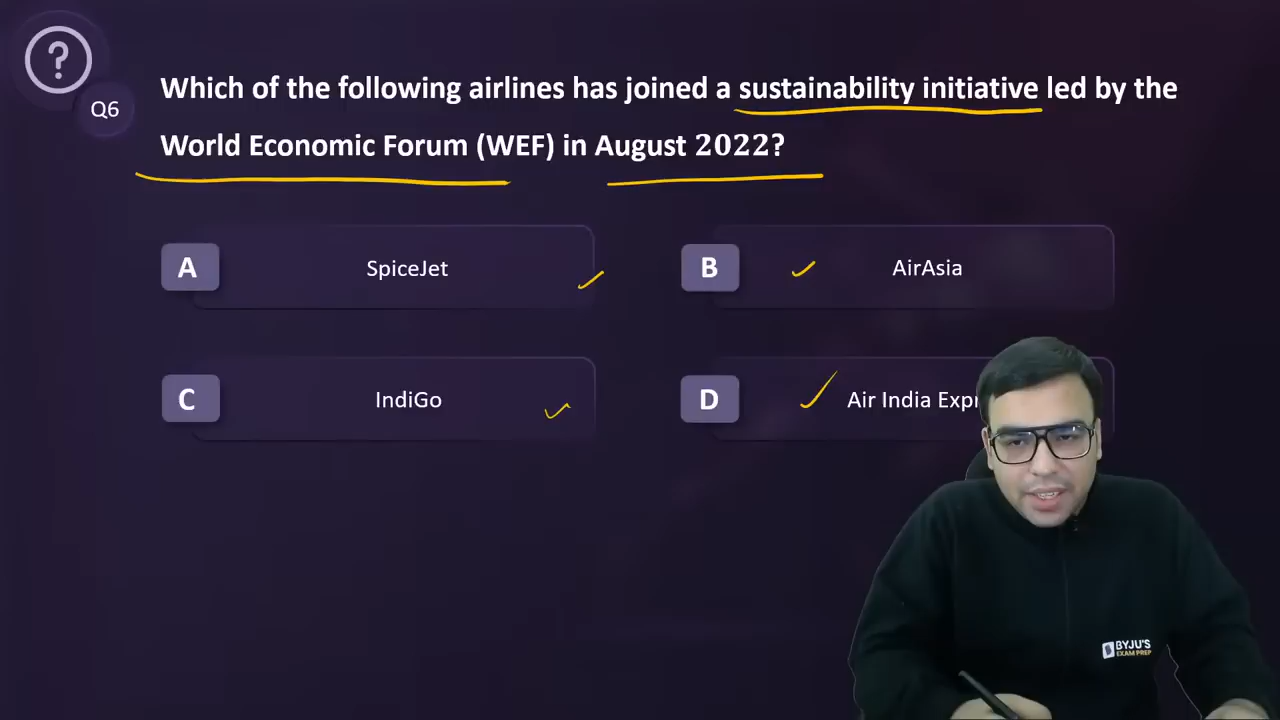 ?
Q6
Which of the following airlines has joined a sustainability initiative led by the
World Economic Forum (WEF) in August 2022?
A
SpiceJet
B
AirAsia
C
IndiGo
D
Air India Expr
BYJU'S
EXAM PREP